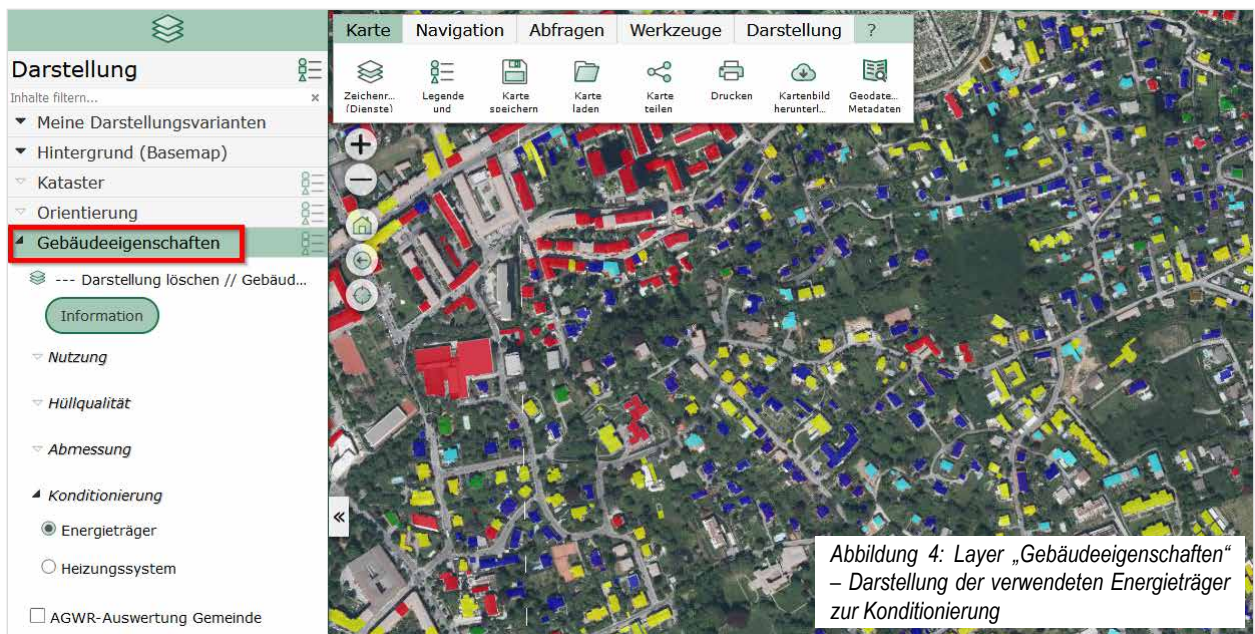 Darstellung
Inhalte filtern... ×
Meine Darstellungsvarianten
Hintergrund (Basemap)
Kataster
Orientierung
Gebäudeeigenschaften
--- Darstellung löschen // Gebäud...
Information
Nutzung
Hüllqualität
Abmessung
Konditionierung
Energieträger
Heizungssystem
AGWR-Auswertung Gemeinde
Karte Navigation Abfragen Werkzeuge Darstellung ?
Zeichenr... Legende Karte Karte Karte Drucken Kartenbild Geodate...
(Dienste) und speichern laden teilen herunterl... Metadaten
«
Abbildung 4: Layer „Gebäudeeigenschaften“
– Darstellung der verwendeten Energieträger
zur Konditionierung